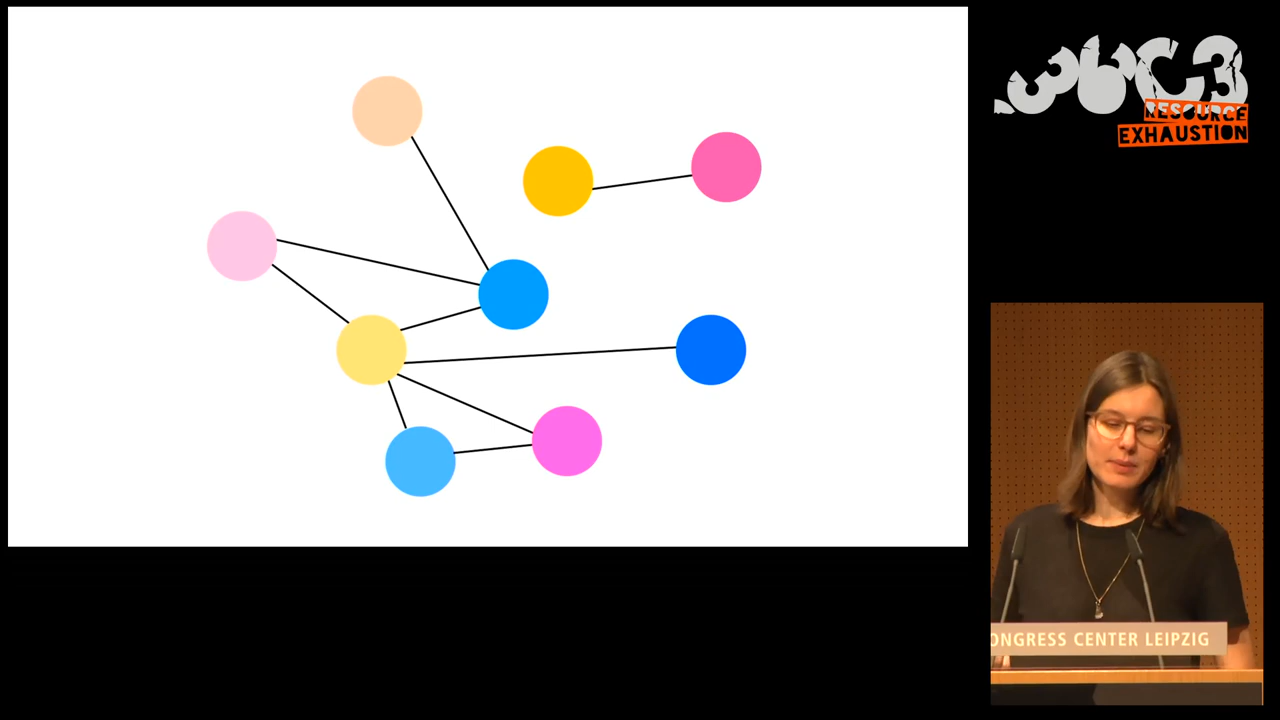 36C3
RESOURCE
EXHAUSTION
ONGRESS CENTER LEIPZIG